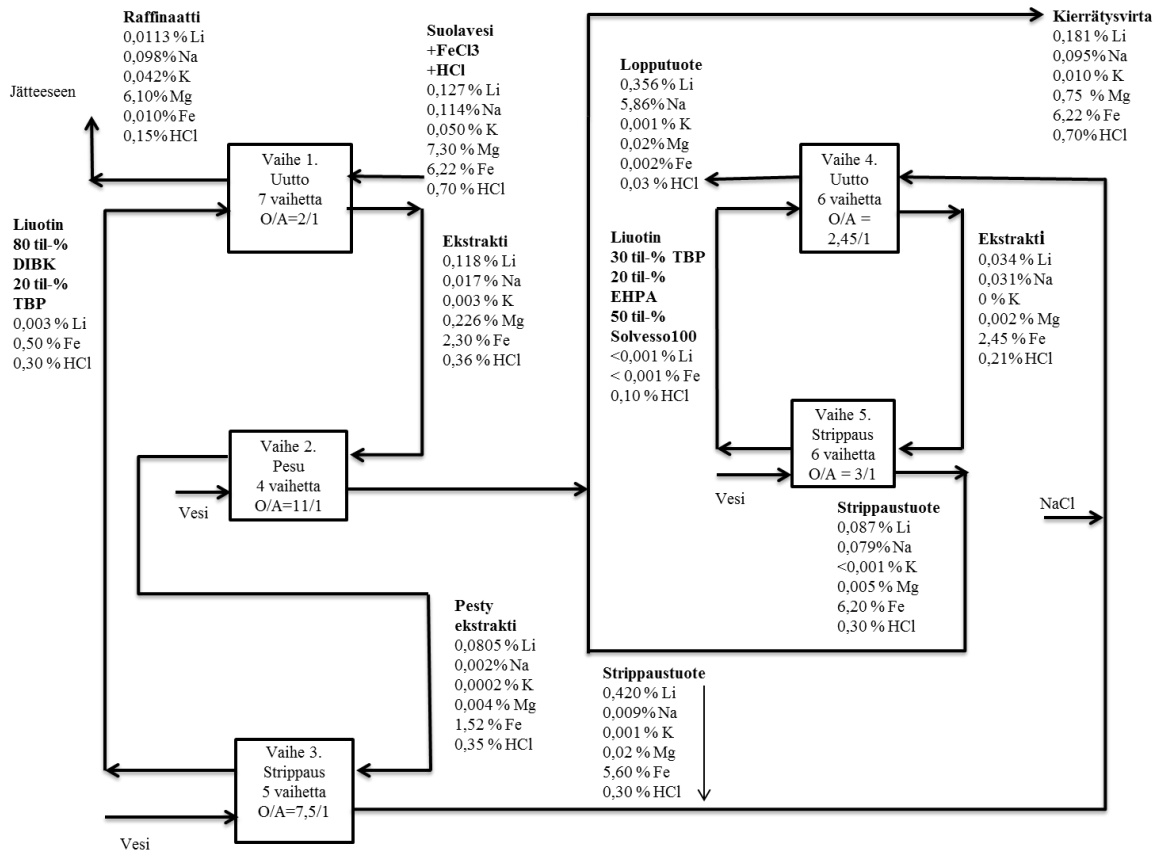 Raffinaatti
0,0113 % Li
0,098% Na
0,042% K
6,10% Mg
0,010% Fe
0,15% HCl
Jätteeseen
Suolavesi
+FeCl3
+HCl
0,127 % Li
0,114% Na
0,050 % K
7,30 % Mg
6,22 % Fe
0,70 % HCl
Vaihe 1.
Uutto
7 vaihetta
O/A=2/1
Liuotin
80 til-%
DIBK
20 til-%
TBP
0,003 % Li
0,50 % Fe
0,30 % HCl
Ekstrakti
0,118 % Li
0,017% Na
0,003 % K
0,226% Mg
2,30 % Fe
0,36 % HCl
Vaihe 2.
Pesu
4 vaihetta
O/A=11/1
Vesi
Pesty
ekstrakti
0,0805 % Li
0,002% Na
0,0002 % K
0,004 % Mg
1,52 % Fe
0,35 % HCl
Vaihe 3.
Strippaus
5 vaihetta
O/A=7,5/1
Vesi
Strippaustuote
0,420 % Li
0,009% Na
0,001 % K
0,02 % Mg
5,60 % Fe
0,30 % HCl
Lopputuote
0,356 % Li
5,86% Na
0,001 % K
0,02% Mg
0,002% Fe
0,03 % HCl
Kierrätysvirta
0,181 % Li
0,095% Na
0,010 % K
0,75 % Mg
6,22 % Fe
0,70% HCl
Vaihe 4.
Uutto
6 vaihetta
O/A =
2,45/1
Liuotin
30 til-% TBP
20 til-%
EHPA
50 til-%
Solvesso100
<0,001 % Li
< 0,001 % Fe
0,10 % HCl
Ekstrakti
0,034 % Li
0,031% Na
0 % K
0,002 % Mg
2,45 % Fe
0,21% HCl
Vaihe 5.
Strippaus
6 vaihetta
O/A = 3/1
Vesi
Strippaustuote
0,087 % Li
0,079% Na
<0,001 % K
0,005 % Mg
6,20 % Fe
0,30 % HCl
NaCl